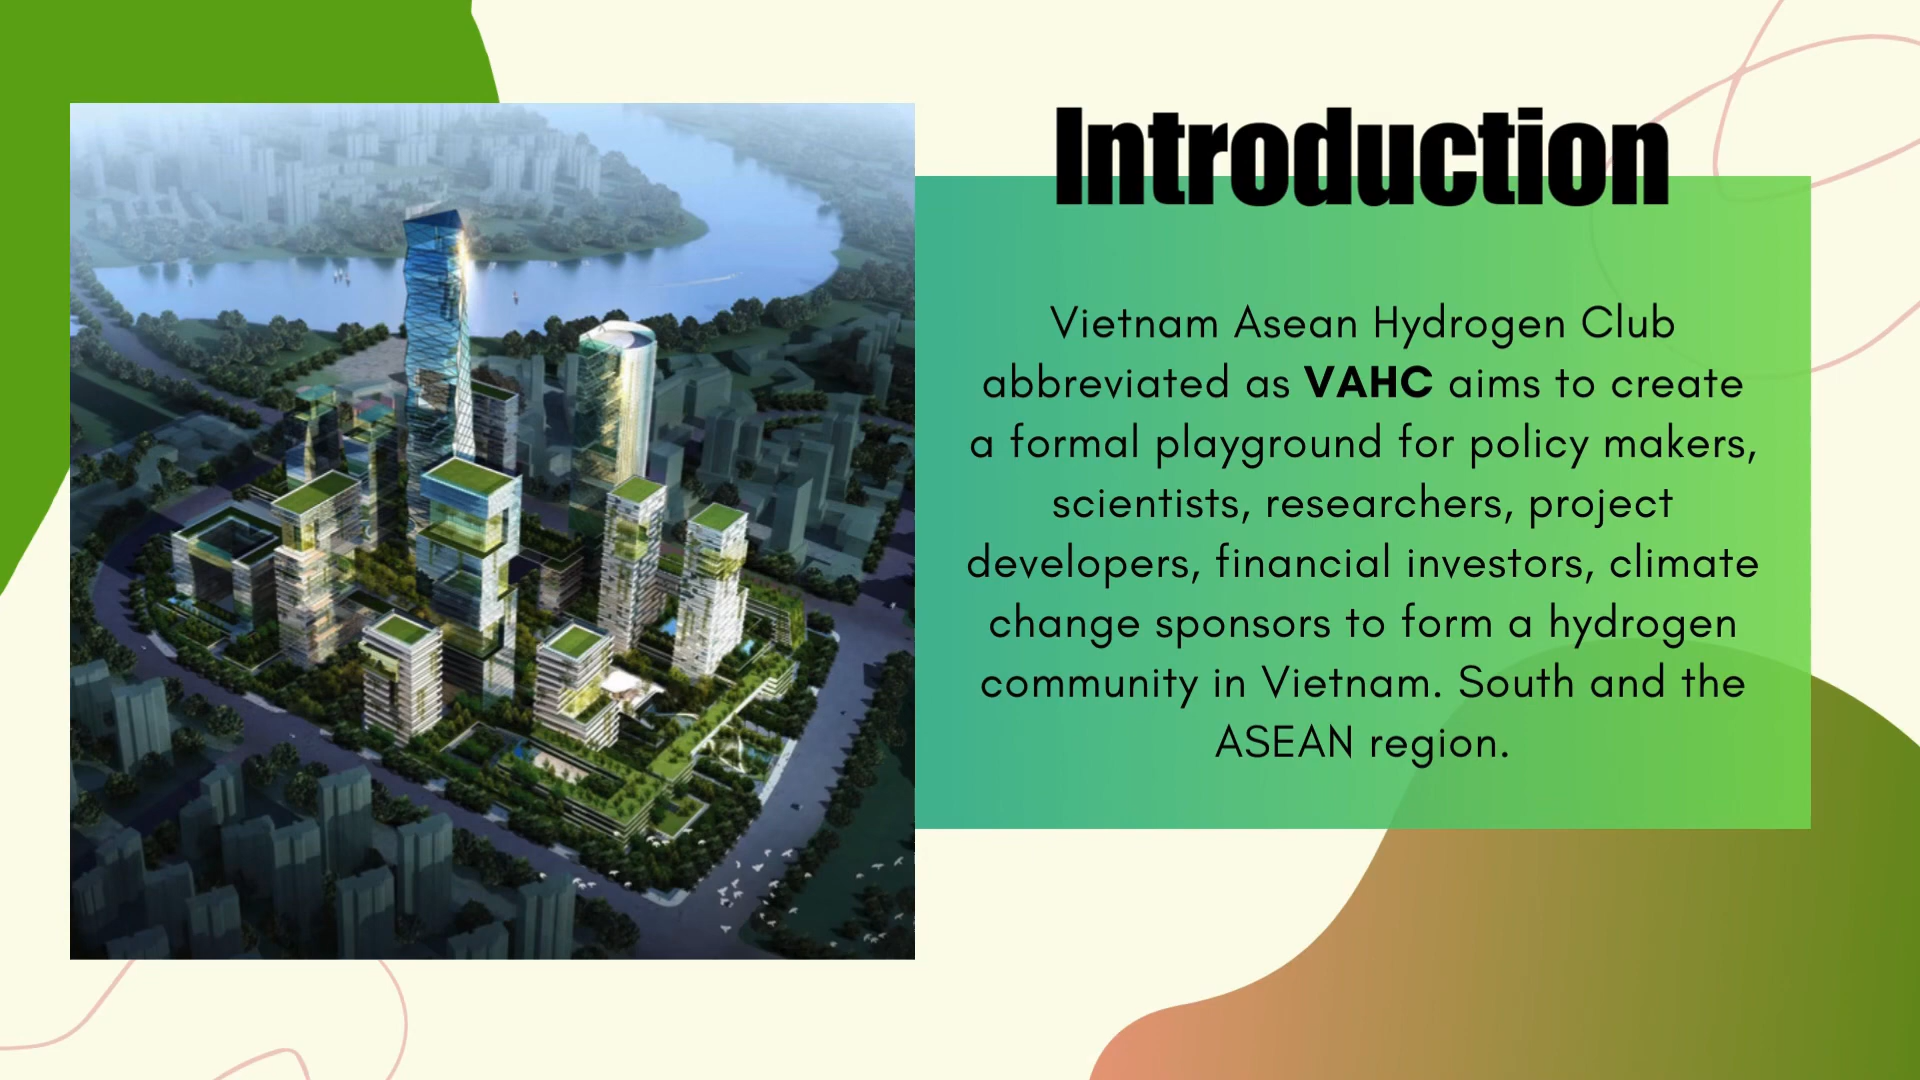 Introduction
Vietnam Asean Hydrogen Club
abbreviated as VAHC aims to create
a formal playground for policy makers,
scientists, researchers, project
developers, financial investors, climate
change sponsors to form a hydrogen
community in Vietnam. South and the
ASEAN region.